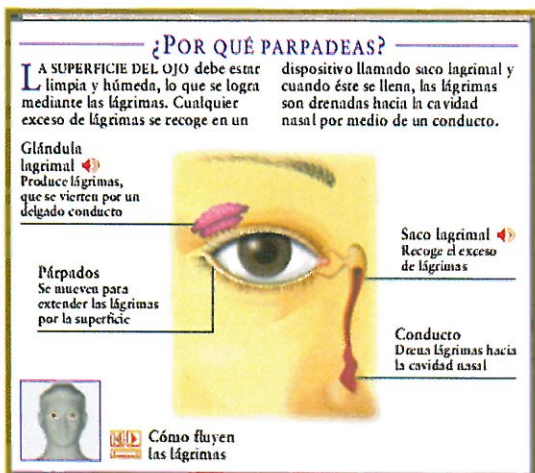 ¿POR QUÉ PARPADEAS?
LA SUPERFICIE DEL OJO debe estar
limpia y húmeda, lo que se logra
mediante las lágrimas. Cualquier
exceso de lágrimas se recoge en un
dispositivo llamado saco lagrimal y
cuando éste se llena, las lágrimas
son drenadas hacia la cavidad
nasal por medio de un conducto.
Glándula
lagrimal
Produce lágrimas,
que se vierten por un
delgado conducto
Párpados
Se mueven para
extender las lágrimas
por la superficie
Saco lagrimal
Recoge el exceso
de lágrimas
Conducto
Drena lágrimas hacia
la cavidad nasal
Cómo fluyen
las lágrimas